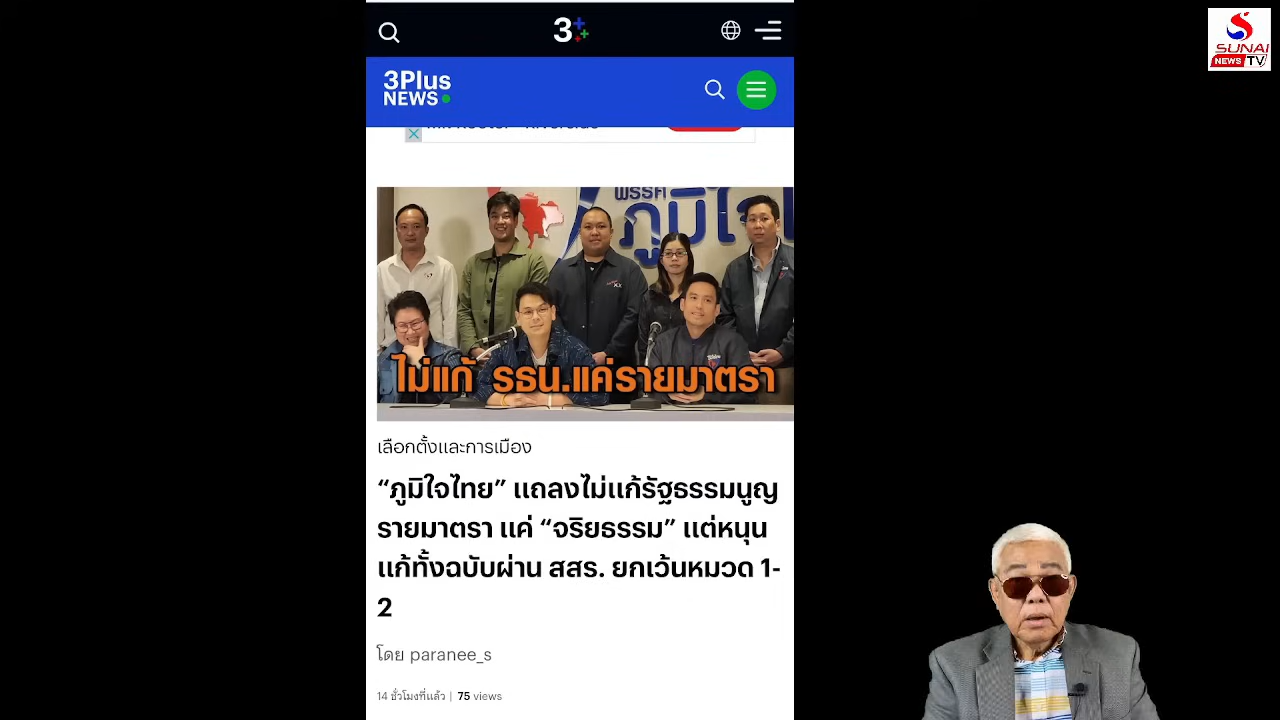 3
SUNAI
NEWS TV
3Plus
NEWS
พรรค
ภูมิใจไ
ไม่แก้ รธน.แค่รายมาตรา
เลือกตั้งและการเมือง
“ภูมิใจไทย” แถลงไม่แก้รัฐธรรมนูญ
รายมาตรา แค่ “จริยธรรม” แต่หนุน
แก้ทั้งฉบับผ่าน สสร. ยกเว้นหมวด 1-
2
โดย paranee_s
14 ชั่วโมงที่แล้ว | 75 views